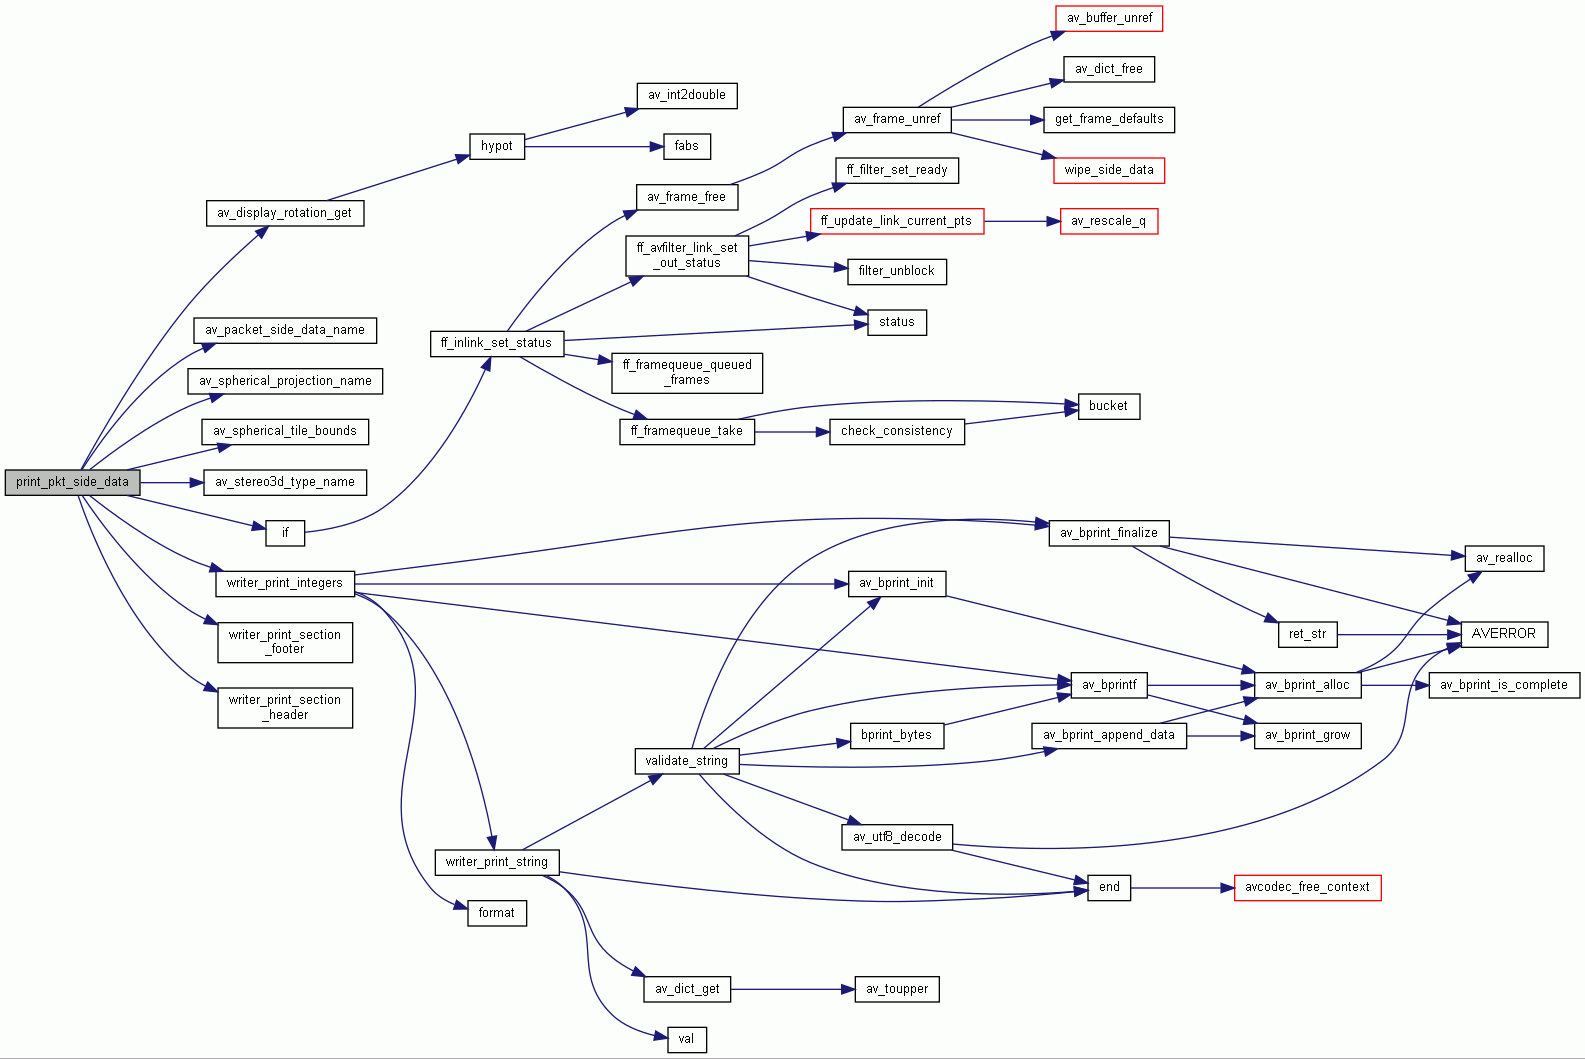 av_buffer_unref
av_dict_free
av_int2double
av_frame_unref
get_frame_defaults
hypot
fabs
ff_filter_set_ready
wipe_side_data
av_frame_free
av_display_rotation_get
ff_update_link_current_pts
av_rescale_q
ff_avfilter_link_set
_out_status
filter_unblock
status
av_packet_side_data_name
ff_inlink_set_status
ff_framequeue_queued
_frames
av_spherical_projection_name
bucket
av_spherical_tile_bounds
ff_framequeue_take
check_consistency
print_pkt_side_data
av_stereo3d_type_name
if
av_bprint_finalize
av_realloc
writer_print_integers
av_bprint_init
writer_print_section
_footer
ret_str
AVERROR
av_bprintf
av_bprint_alloc
av_bprint_is_complete
writer_print_section
_header
bprint_bytes
av_bprint_append_data
av_bprint_grow
validate_string
av_utf8_decode
writer_print_string
end
avcodec_free_context
format
av_dict_get
av_toupper
val